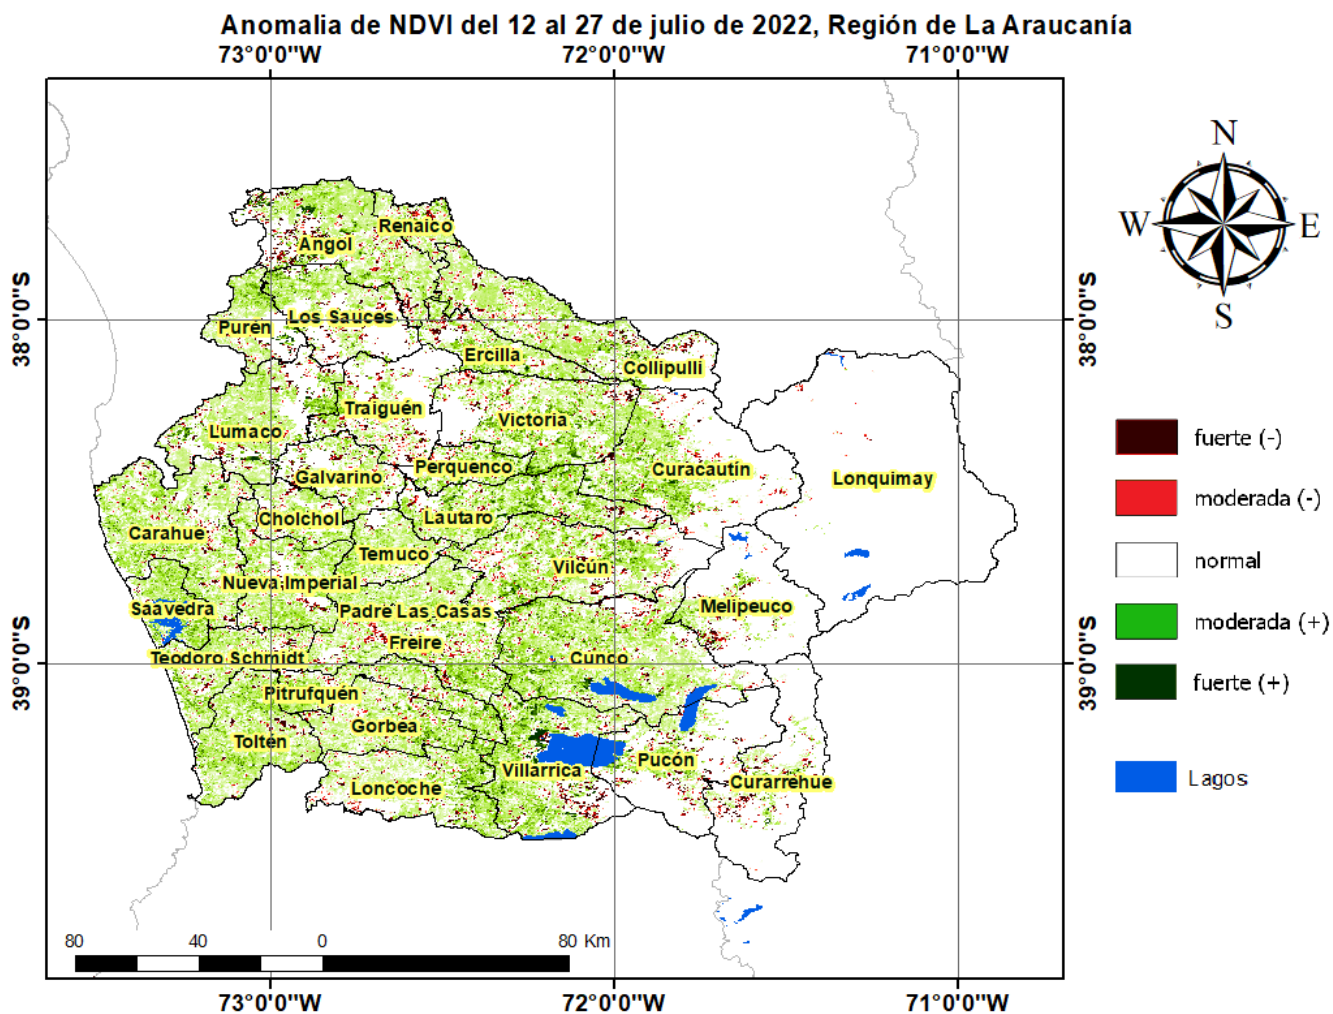 Anomalia de NDVI del 12 al 27 de julio de 2022, Región de La Araucanía
73°0'0"W 72°0'0"W 71°0'0"W
N
W E
S
38°0'0"S 38°0'0"S
39°0'0"S 39°0'0"S
Renaico
Angol
Los Sauces
Purén
Ercilla
Collipulli
Traiguén
Victoria
Lumaco
Perquenco
Curacautín
Galvarino
Lonquimay
Cholchol
Lautaro
Carahue
Temuco
Vilcún
Nueva Imperial
Saavedra
Padre Las Casas
Melipeuco
Freire
Teodoro Schmidt
Cunco
Pitrufquén
Gorbea
Toltén
Villarrica
Pucón
Loncoche
Curarrehue
fuerte (-)
moderada (-)
normal
moderada (+)
fuerte (+)
Lagos
80 40 0 80 Km
73°0'0"W 72°0'0"W 71°0'0"W